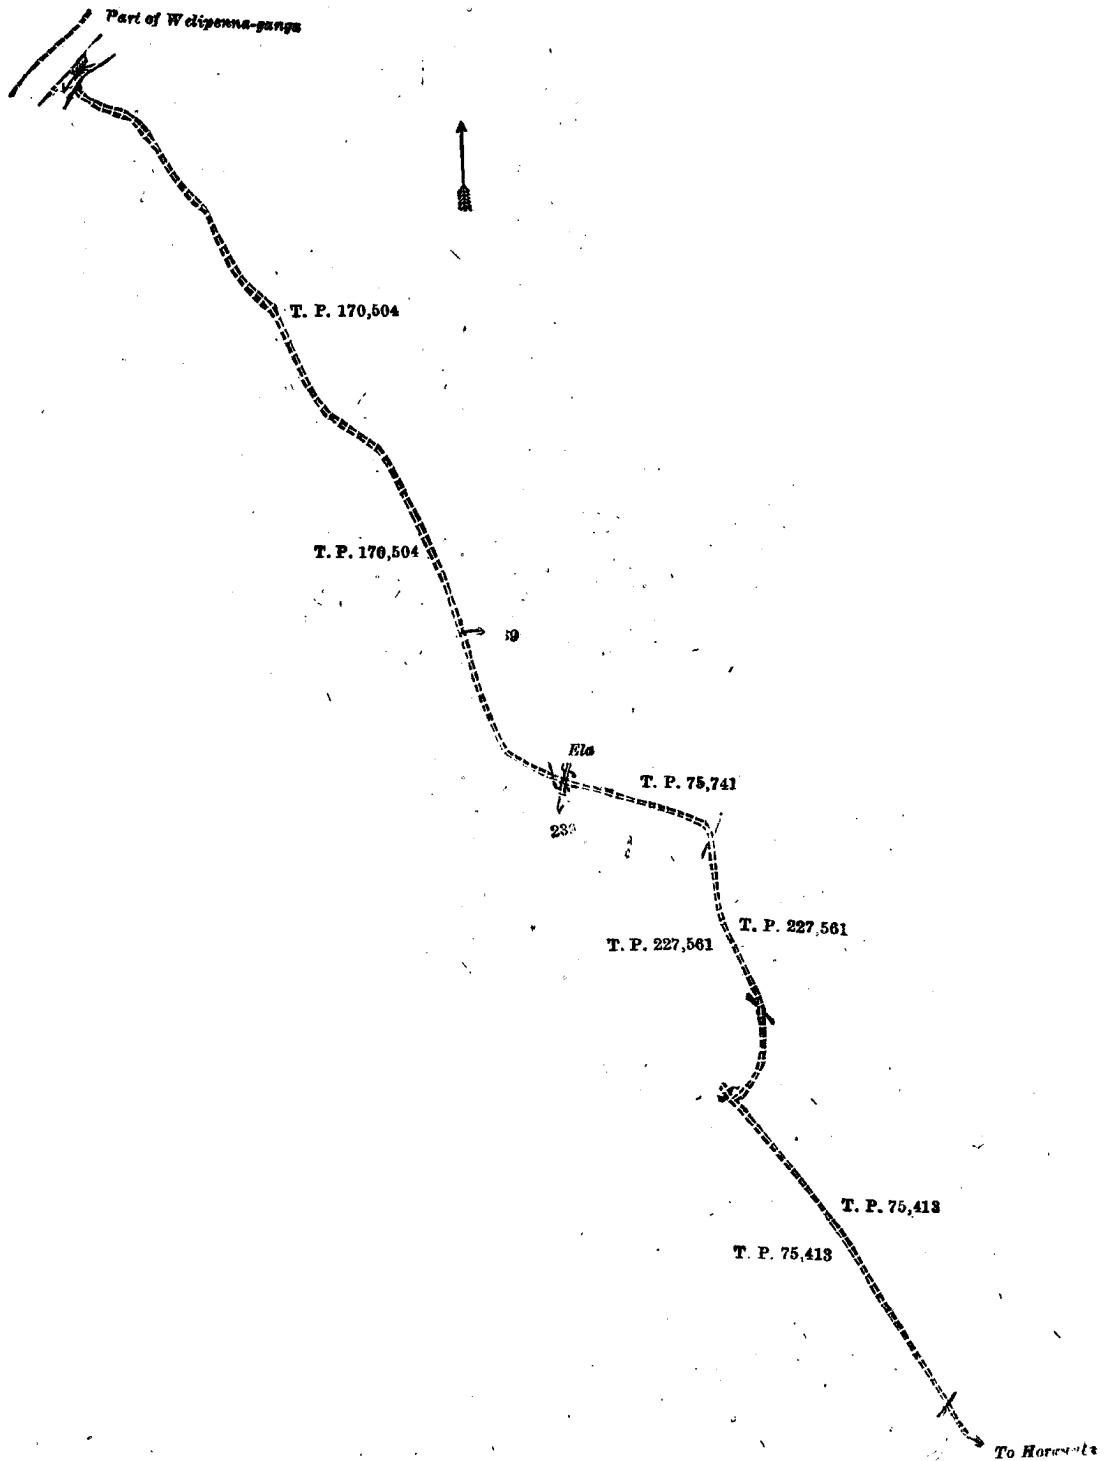 Part of Welipenna-ganga
T. P. 170,504
T. P. 170,504
Ela
T. P. 75,741
T. P. 227,561
T. P. 227,561
T. P. 75,413
T. P. 75,413
To